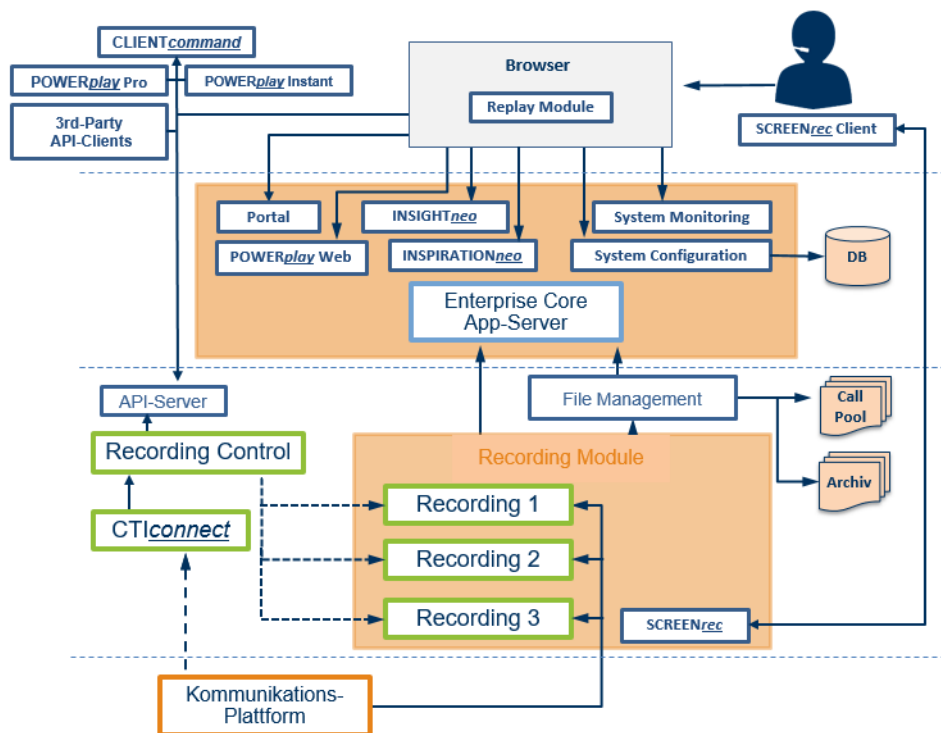 CLIENTcommand
POWERplay Pro
POWERplay Instant
3rd-Party
API-Clients
Browser
Replay Module
SCREENrec Client
Portal
INSIGHTneo
System Monitoring
POWERplay Web
INSPIRATIONneo
System Configuration
DB
Enterprise Core
App-Server
API-Server
File Management
Call
Pool
Recording Control
Recording Module
Archiv
Recording 1
CTIconnect
Recording 2
Recording 3
SCREENrec
Kommunikations-
Plattform